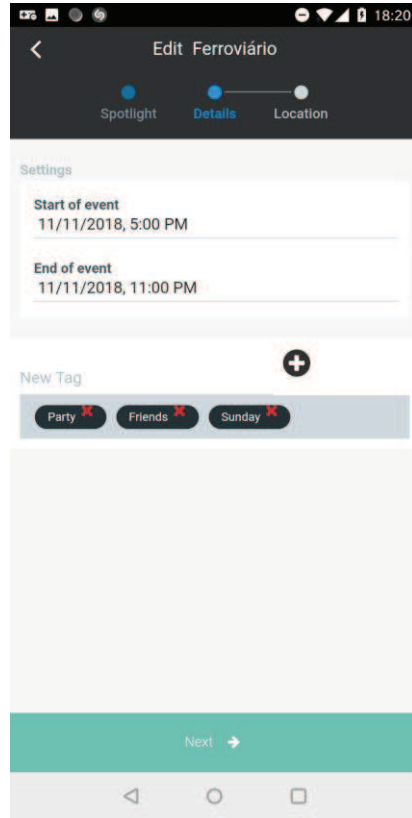 18:20
Edit Ferroviário
Spotlight Details Location
Settings
Start of event
11/11/2018, 5:00 PM
End of event
11/11/2018, 11:00 PM
New Tag
Party Friends Sunday
Next